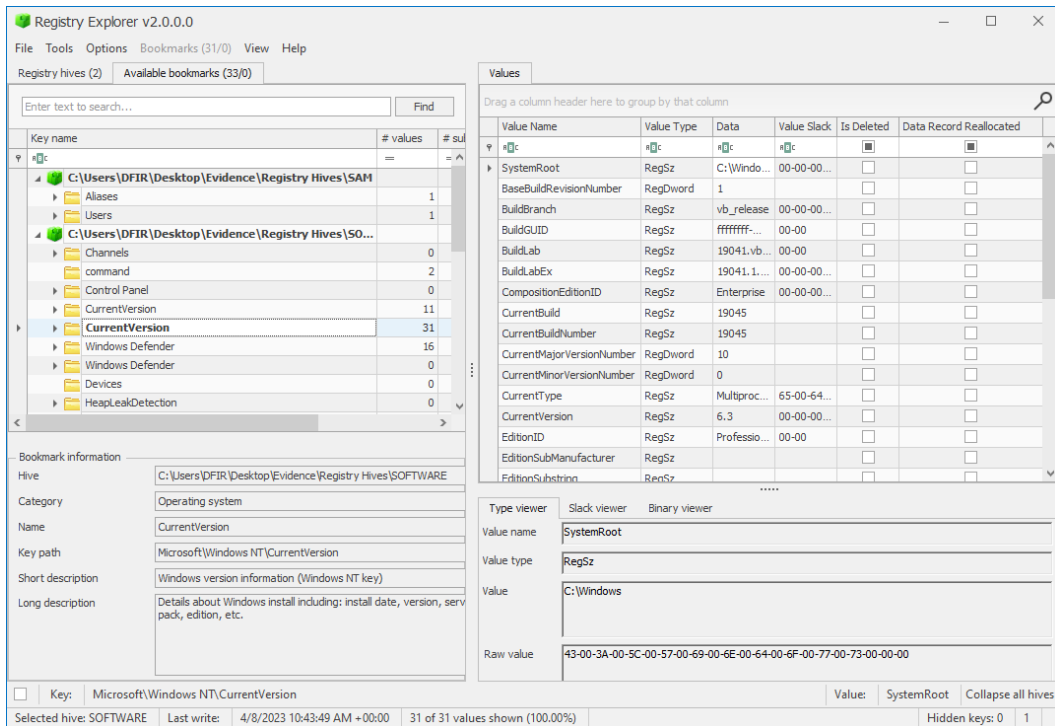 Registry Explorer v2.0.0.0
File Tools Options Bookmarks (31/0) View Help
Registry hives (2) Available bookmarks (33/0)
Enter text to search... Find
Key name # values # sul
= =
C:\Users\DFIR\Desktop\Evidence\Registry Hives\SAM
Aliases 1
Users 1
C:\Users\DFIR\Desktop\Evidence\Registry Hives\SO...
Channels 0
command 2
Control Panel 0
CurrentVersion 11
CurrentVersion 31
Windows Defender 16
Windows Defender 0
Devices 0
HeapLeakDetection 0
Bookmark information
Hive C:\Users\DFIR\Desktop\Evidence\Registry Hives\SOFTWARE
Category Operating system
Name CurrentVersion
Key path Microsoft\Windows NT\CurrentVersion
Short description Windows version information (Windows NT key)
Long description Details about Windows install including: install date, version, serv
pack, edition, etc.
Values
Drag a column header here to group by that column
Value Name Value Type Data Value Slack Is Deleted Data Record Reallocated
SystemRoot RegSz C:\Windo... 00-00-00...
BaseBuildRevisionNumber RegDword 1
BuildBranch RegSz vb_release 00-00-00...
BuildGUID RegSz ffffffff-... 00-00
BuildLab RegSz 19041.vb... 00-00
BuildLabEx RegSz 19041.1.... 00-00-00...
CompositionEditionID RegSz Enterprise 00-00-00...
CurrentBuild RegSz 19045
CurrentBuildNumber RegSz 19045
CurrentMajorVersionNumber RegDword 10
CurrentMinorVersionNumber RegDword 0
CurrentType RegSz Multiproc... 65-00-64...
CurrentVersion RegSz 6.3 00-00-00...
EditionID RegSz Professio... 00-00
EditionSubManufacturer RegSz
EditionSubstring RegSz
Type viewer Slack viewer Binary viewer
Value name SystemRoot
Value type RegSz
Value C:\Windows
Raw value 43-00-3A-00-5C-00-57-00-69-00-6E-00-64-00-6F-00-77-00-73-00-00-00
Key: Microsoft\Windows NT\CurrentVersion Value: SystemRoot Collapse all hives
Selected hive: SOFTWARE Last write: 4/8/2023 10:43:49 AM +00:00 31 of 31 values shown (100.00%) Hidden keys: 0 1